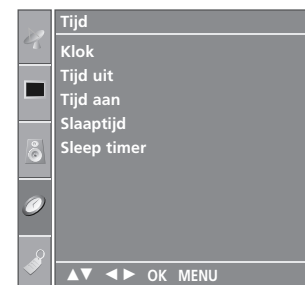 Tijd
Klok
Tijd uit
Tijd aan
Slaaptijd
Sleep timer
▲▼ ◀▶ OK MENU